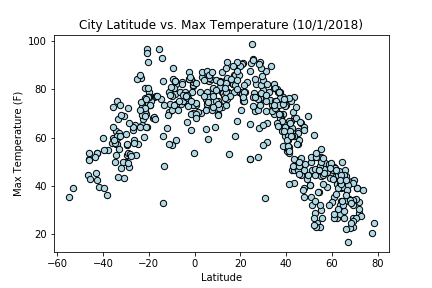 City Latitude vs. Max Temperature (10/1/2018)
100
80
60
40
20
Max Temperature (F)
−60 −40 −20 0 20 40 60 80
Latitude